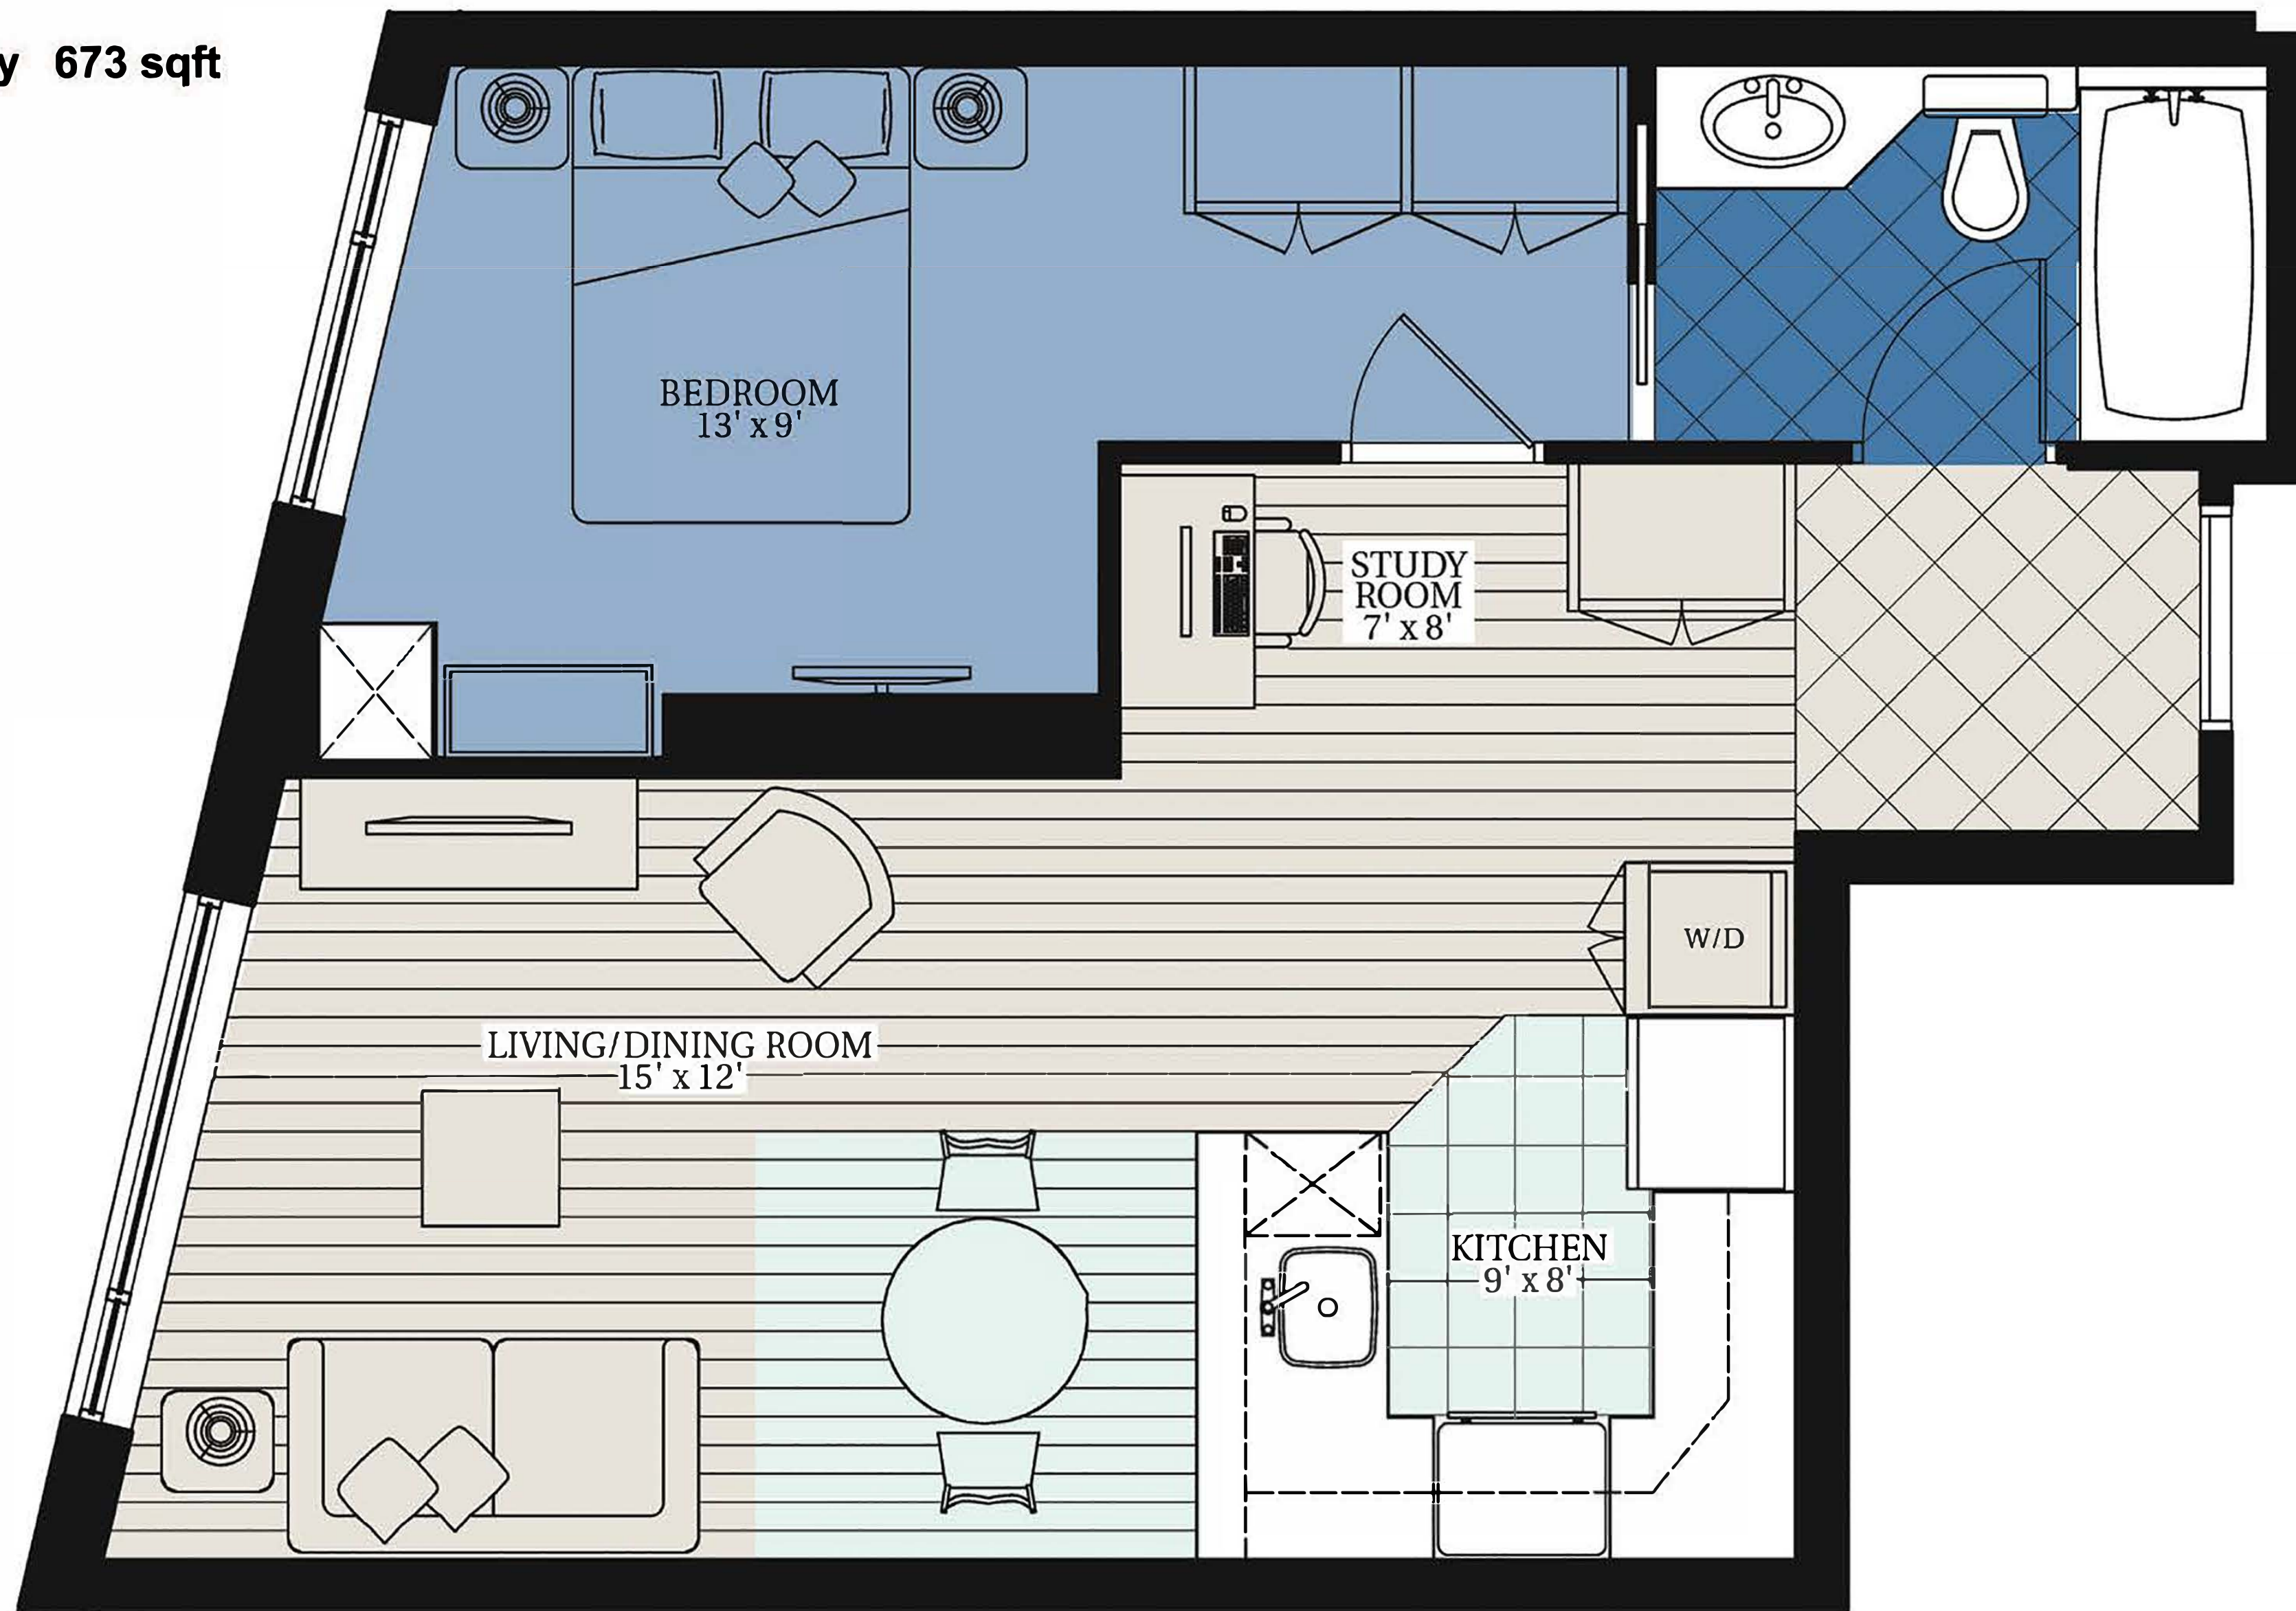 y 673 sqft
BEDROOM
13' x 9'
STUDY
ROOM
7' x 8'
W/D
LIVING/DINING ROOM
15' x 12'
KITCHEN
9' x 8'